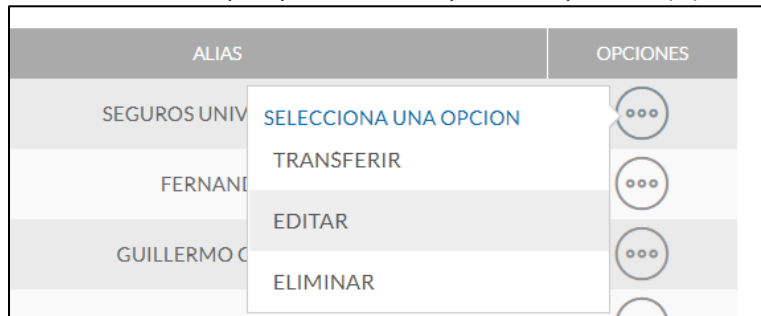 ALIAS OPCIONES
SEGUROS UNIV
SELECCIONA UNA OPCION
TRANSFERIR
FERNAND
EDITAR
GUILLERMO
ELIMINAR